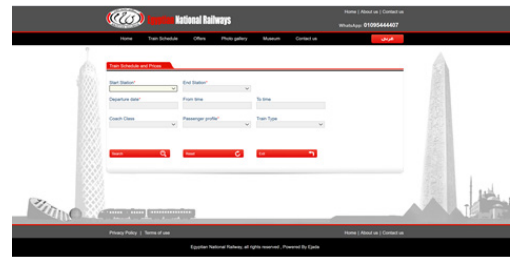 Home | About us | Contact us
Egyptian National Railways
WhatsApp: 01095444407
Home Train Schedule Offers Photo gallery Museum Contact us عربى
Train Schedule and Prices
Start Station* End Station*
Departure date* From time To time
Coach Class Passenger profile* Train Type
Search Reset Exit
Privacy Policy | Terms of use Home | About us | Contact us
Egyptian National Railway, all rights reserved , Powered By Ejada